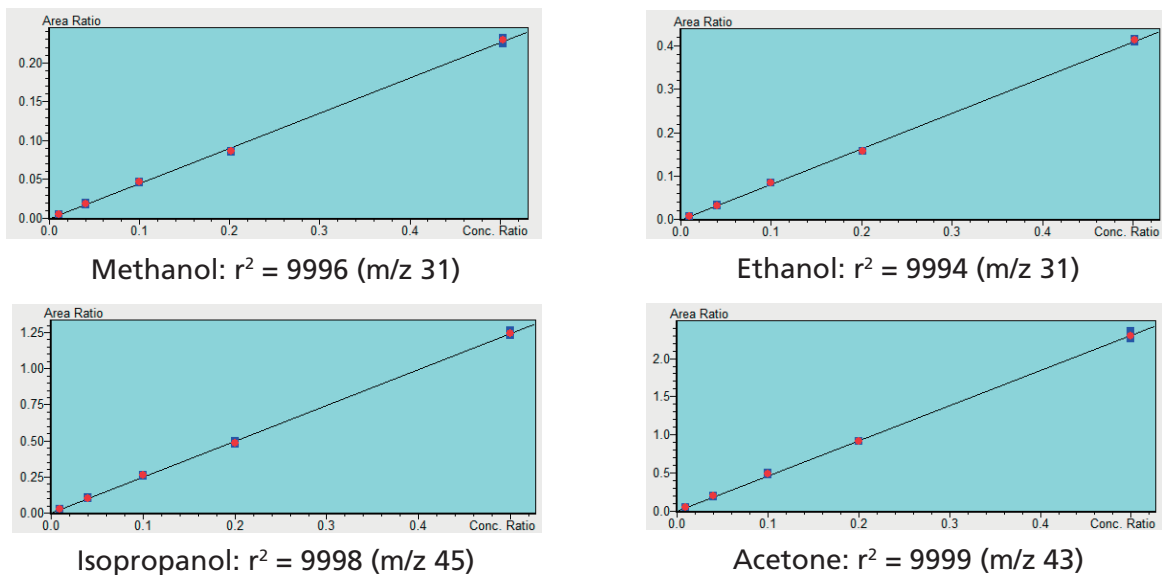 Area Ratio
0.20
0.15
0.10
0.05
0.00
0.0 0.1 0.2 0.3 0.4 Conc. Ratio
Methanol: r² = 9996 (m/z 31)
Area Ratio
0.4
0.3
0.2
0.1
0.0
0.0 0.1 0.2 0.3 0.4 Conc. Ratio
Ethanol: r² = 9994 (m/z 31)
Area Ratio
1.25
1.00
0.75
0.50
0.25
0.00
0.0 0.1 0.2 0.3 0.4 Conc. Ratio
Isopropanol: r² = 9998 (m/z 45)
Area Ratio
2.0
1.5
1.0
0.5
0.0
0.0 0.1 0.2 0.3 0.4 Conc. Ratio
Acetone: r² = 9999 (m/z 43)